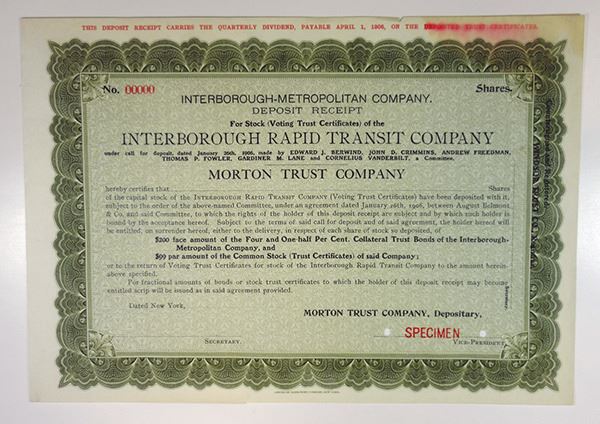 THIS DEPOSIT RECEIPT CARRIES THE QUARTERLY DIVIDEND, PAYABLE APRIL 1, 1906, ON THE DEPOSITED TRUST CERTIFICATES.
No. 00000 Shares.
INTERBOROUGH-METROPOLITAN COMPANY.
DEPOSIT RECEIPT
For Stock (Voting Trust Certificates) of the
INTERBOROUGH RAPID TRANSIT COMPANY
under call for deposit, dated January 26th, 1906, made by EDWARD J. BERWIND, JOHN D. CRIMMINS, ANDREW FREEDMAN,
THOMAS P. FOWLER, GARDINER M. LANE and CORNELIUS VANDERBILT, a Committee.
MORTON TRUST COMPANY
hereby certifies that Shares
of the capital stock of the INTERBOROUGH RAPID TRANSIT COMPANY (Voting Trust Certificates) have been deposited with it,
subject to the order of the above-named Committee, under an agreement dated January 26th, 1906, between August Belmont
& Co. and said Committee, to which the rights of the holder of this deposit receipt are subject and by which such holder is
bound by the acceptance hereof. Subject to the terms of said call for deposit and of said agreement, the holder hereof will
be entitled, on surrender hereof, either to the delivery, in respect of each share of stock so deposited, of
$200 face amount of the Four and One-half Per Cent. Collateral Trust Bonds of the Interborough-
Metropolitan Company, and
$99 par amount of the Common Stock (Trust Certificates) of said Company;
or to the return of Voting Trust Certificates for stock of the Interborough Rapid Transit Company to the amount herein-
above specified.
For fractional amounts of bonds or stock trust certificates to which the holder of this deposit receipt may become
entitled scrip will be issued as in said agreement provided.
Dated New York,
MORTON TRUST COMPANY, Depositary,
SPECIMEN
SECRETARY. VICE-PRESIDENT.
Secretary.